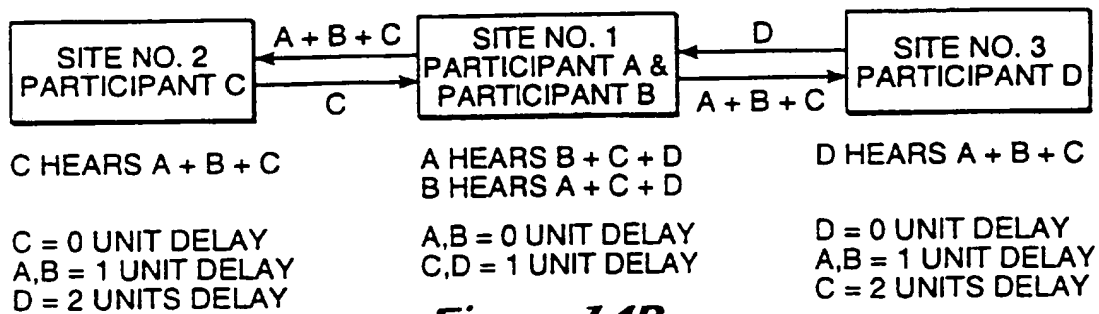 SITE NO. 2
PARTICIPANT C
A + B + C
C
SITE NO. 1
PARTICIPANT A &
PARTICIPANT B
D
A + B + C
SITE NO. 3
PARTICIPANT D
C HEARS A + B + C
C = 0 UNIT DELAY
A,B = 1 UNIT DELAY
D = 2 UNITS DELAY
A HEARS B + C + D
B HEARS A + C + D
A,B = 0 UNIT DELAY
C,D = 1 UNIT DELAY
D HEARS A + B + C
D = 0 UNIT DELAY
A,B = 1 UNIT DELAY
C = 2 UNITS DELAY